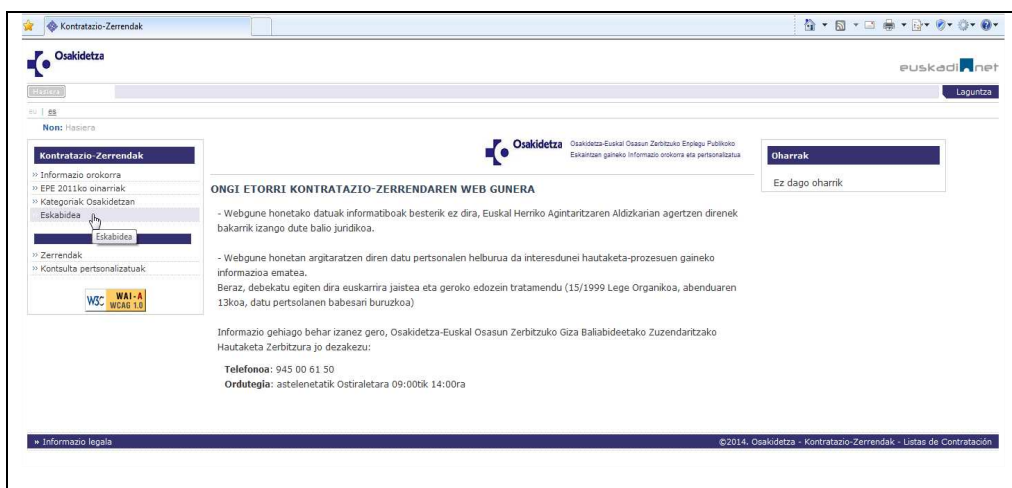 Kontratazio-Zerrendak
Osakidetza
euskadi net
Hasiera
Laguntza
eu | es
Non: Hasiera
Kontratazio-Zerrendak
» Informazio orokorra
» EPE 2011ko oinarriak
» Kategoriak Osakidetzan
Eskabidea
Eskabidea
» Zerrendak
» Kontsulta pertsonalizatuak
W3C WAI-A
WCAG 1.0
Osakidetza
Osakidetza-Euskal Osasun Zerbitzuko Enplegu Publikoko
Eskaintzen gaineko Informazio orokorra eta pertsonalizatua
ONGI ETORRI KONTRATAZIO-ZERRENDAREN WEB GUNERA
- Webgune honetako datuak informatiboak besterik ez dira, Euskal Herriko Agintaritzaren Aldizkarian agertzen direnek
bakarrik izango dute balio juridikoa.
- Webgune honetan argitaratzen diren datu pertsonalen helburua da interesdunei hautaketa-prozesuen gaineko
informazioa ematea.
Beraz, debekatu egiten dira euskarrira jaistea eta geroko edozein tratamendu (15/1999 Lege Organikoa, abenduaren
13koa, datu pertsolanen babesari buruzkoa)
Informazio gehiago behar izanez gero, Osakidetza-Euskal Osasun Zerbitzuko Giza Baliabideetako Zuzendaritzako
Hautaketa Zerbitzura jo dezakezu:
Telefonoa: 945 00 61 50
Ordutegia: astelenetatik Ostiraletara 09:00tik 14:00ra
Oharrak
Ez dago oharrik
» Informazio legala
©2014. Osakidetza - Kontratazio-Zerrendak - Listas de Contratación